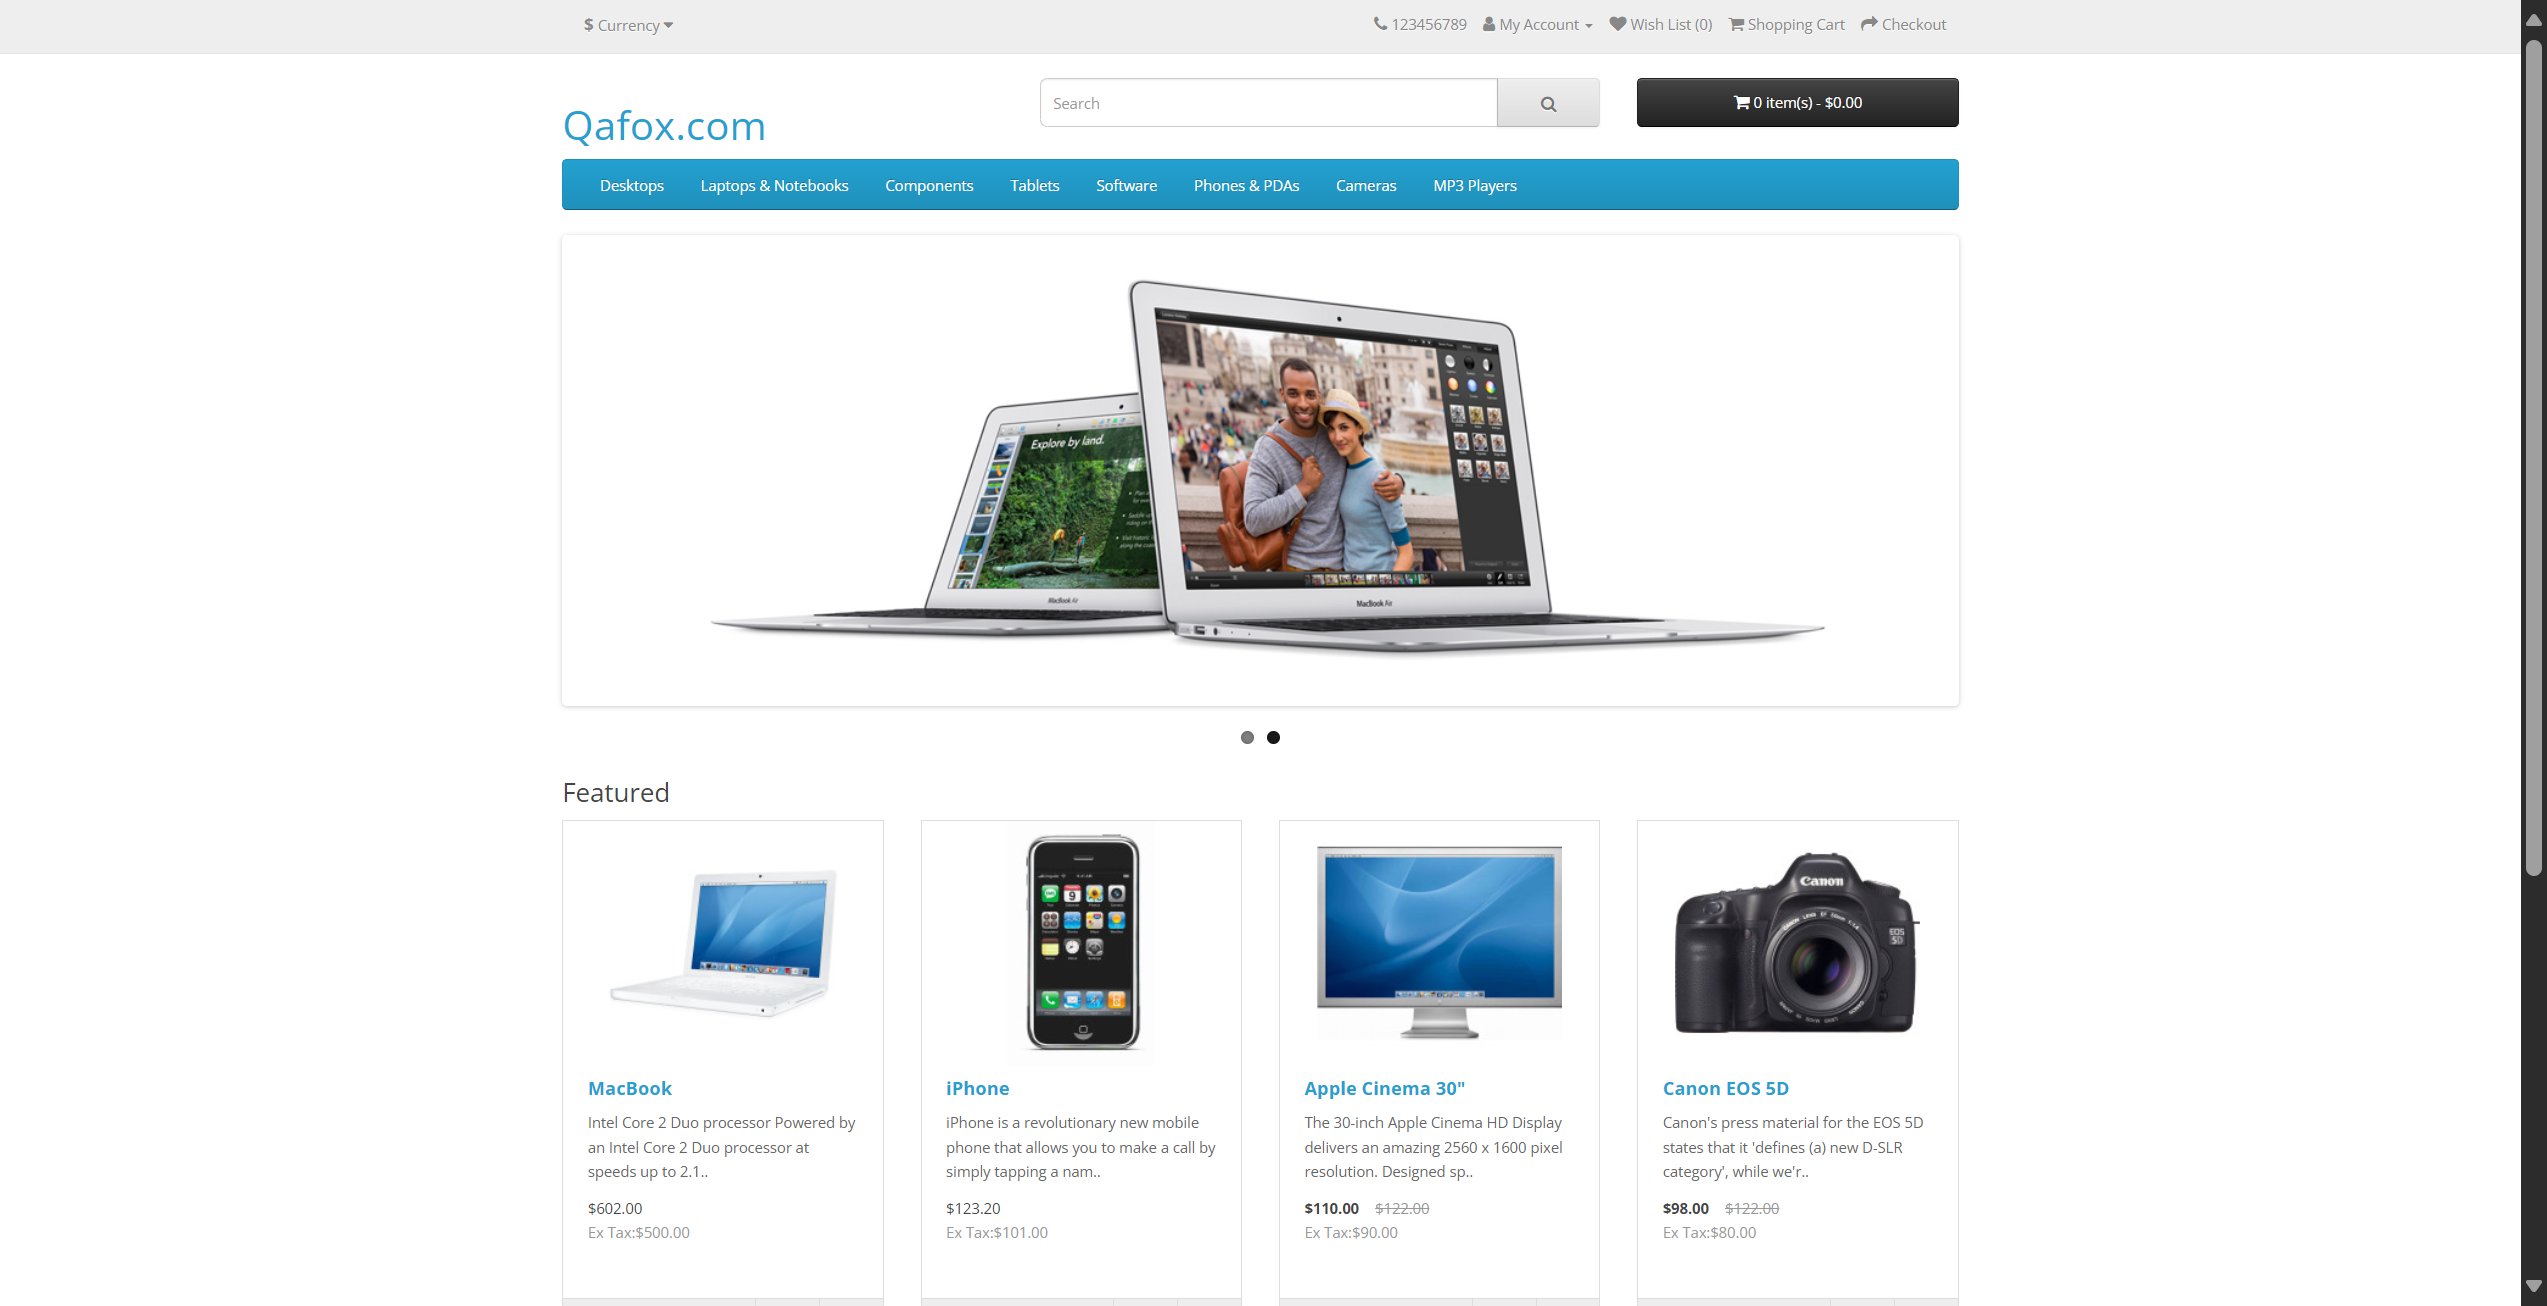 $ Currency
123456789 My Account Wish List (0) Shopping Cart Checkout
Qafox.com
Search
0 item(s) - $0.00
Desktops Laptops & Notebooks Components Tablets Software Phones & PDAs Cameras MP3 Players
Explore by land.
MacBook Air
MacBook Air
Featured
Canon
EOS
5D
MacBook
Intel Core 2 Duo processor Powered by
an Intel Core 2 Duo processor at
speeds up to 2.1..
$602.00
Ex Tax:$500.00
iPhone
iPhone is a revolutionary new mobile
phone that allows you to make a call by
simply tapping a nam..
$123.20
Ex Tax:$101.00
Apple Cinema 30"
The 30-inch Apple Cinema HD Display
delivers an amazing 2560 x 1600 pixel
resolution. Designed sp..
$110.00 $122.00
Ex Tax:$90.00
Canon EOS 5D
Canon's press material for the EOS 5D
states that it 'defines (a) new D-SLR
category', while we'r..
$98.00 $122.00
Ex Tax:$80.00